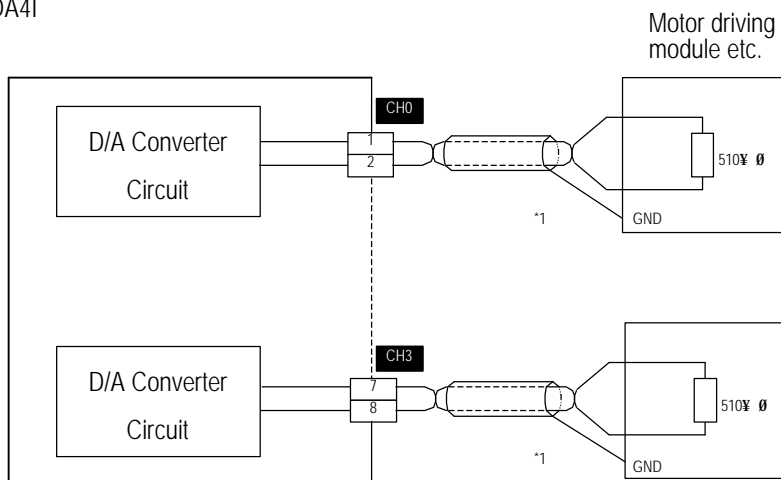 DA4I
Motor driving
module etc.
CH0
D/A Converter
Circuit
1
2
510¥ Ø
*1
GND
CH3
D/A Converter
Circuit
7
8
510¥ Ø
*1
GND